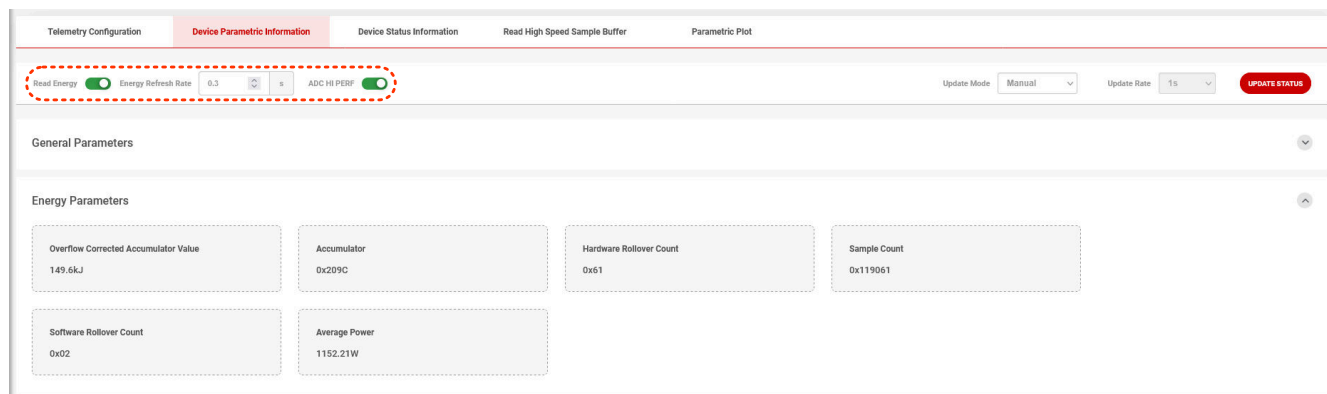 Telemetry Configuration Device Parametric Information Device Status Information Read High Speed Sample Buffer Parametric Plot
Read Energy Energy Refresh Rate 0.3 s ADC HI PERF Update Mode Manual Update Rate 1s UPDATE STATUS
General Parameters
Energy Parameters
Overflow Corrected Accumulator Value Accumulator Hardware Rollover Count Sample Count
149.6kJ 0x209C 0x61 0x119061
Software Rollover Count Average Power
0x02 1152.21W